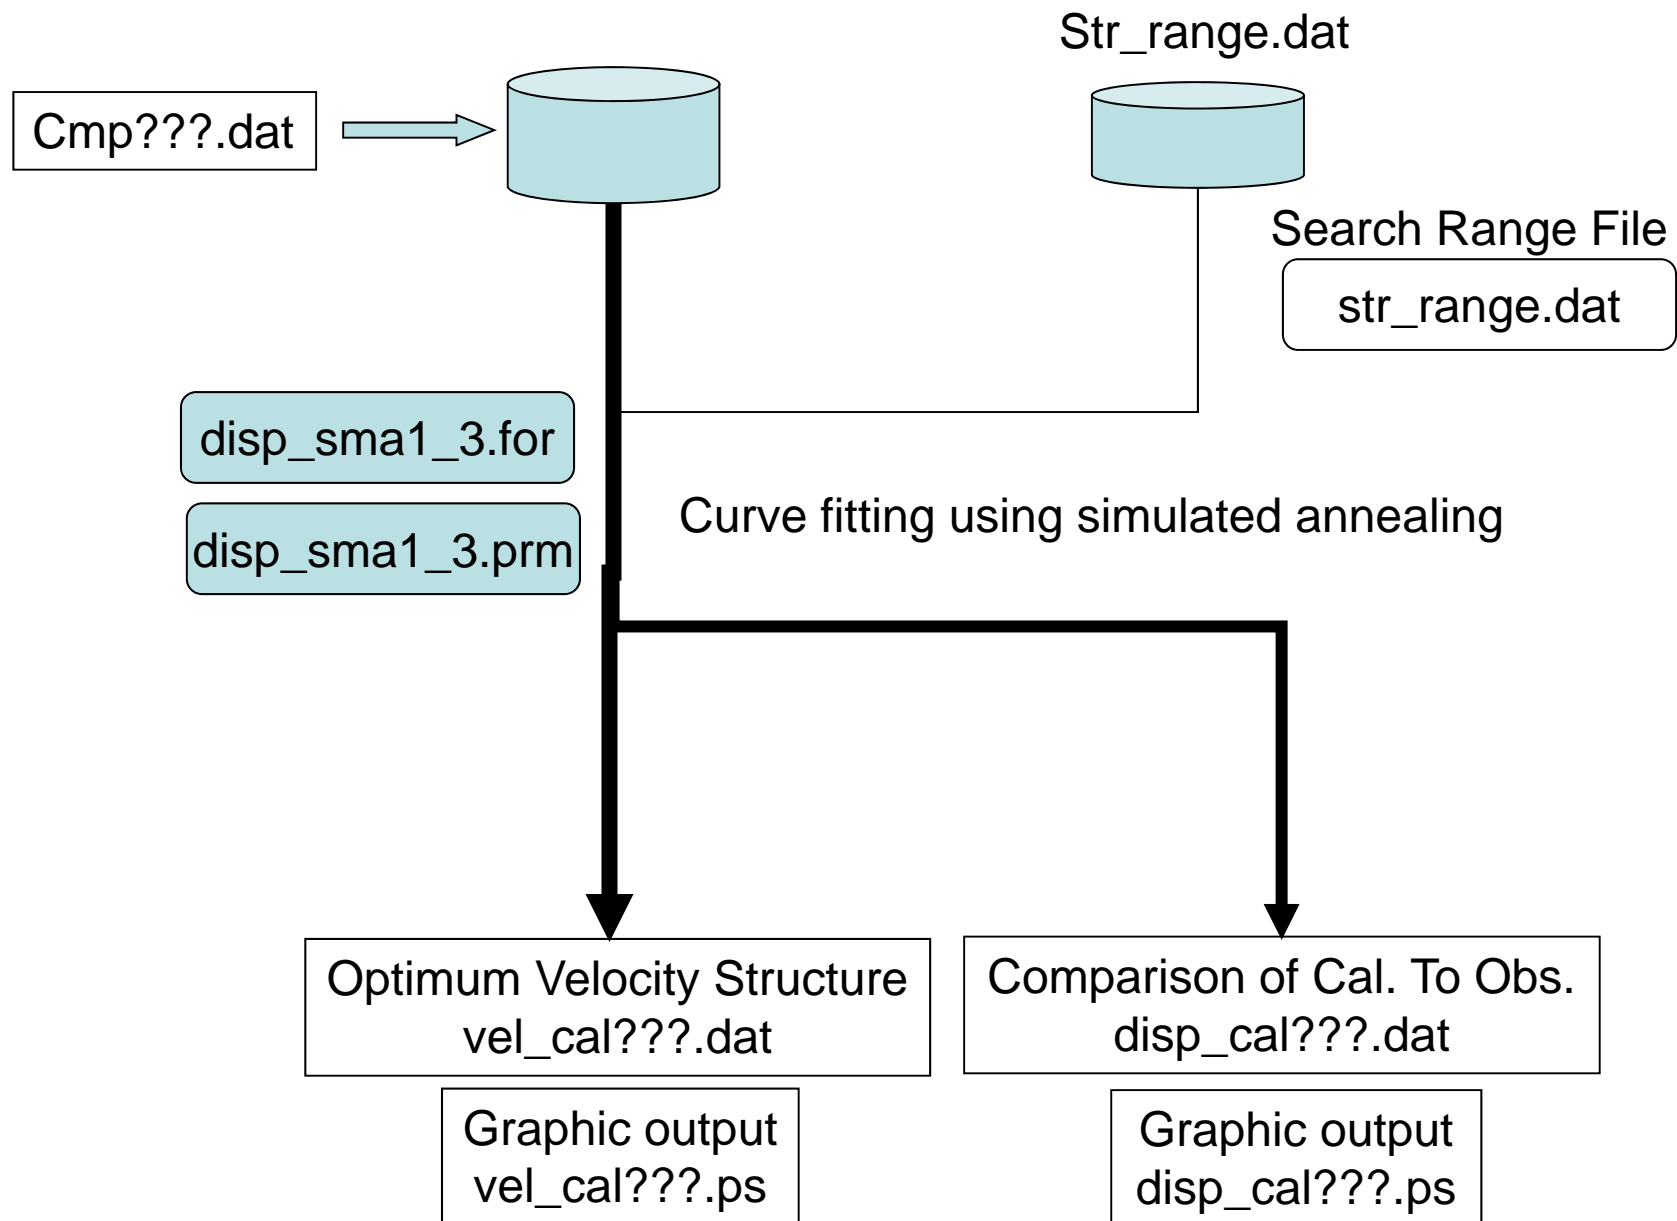 Str_range.dat
Cmp???.dat
Search Range File
str_range.dat
disp_sma1_3.for
Curve fitting using simulated annealing
disp_sma1_3.prm
Optimum Velocity Structure
vel_cal???.dat
Comparison of Cal. To Obs.
disp_cal???.dat
Graphic output
vel_cal???.ps
Graphic output
disp_cal???.ps